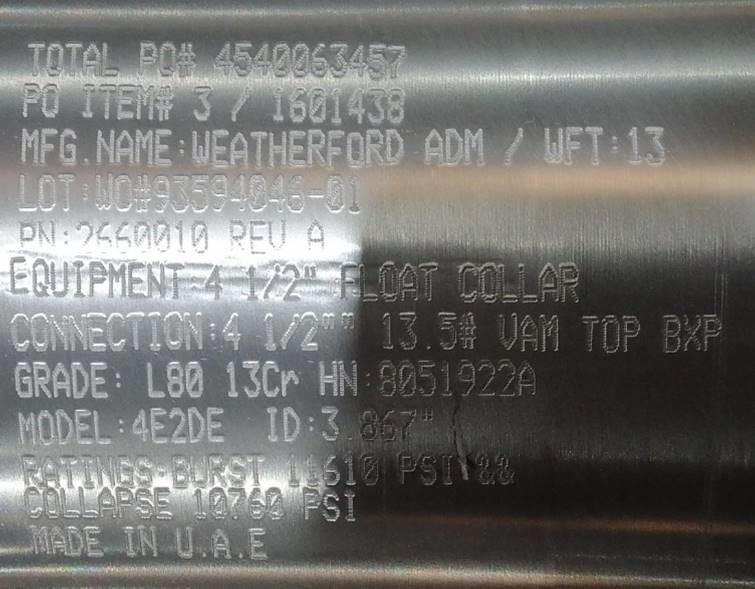 TOTAL PO# 4540063457
PO ITEM# 3 / 1601438
MFG.NAME:WEATHERFORD ADM / WFT:13
LOT:WO#93594046-01
PN:2660010 REV A
EQUIPMENT:4 1/2" FLOAT COLLAR
CONNECTION:4 1/2"" 13.5# VAM TOP BXP
GRADE: L80 13Cr HN:8051922A
MODEL:4E2DE ID:3.867"
RATINGS:BURST 11610 PSI &&
COLLAPSE 10760 PSI
MADE IN U.A.E